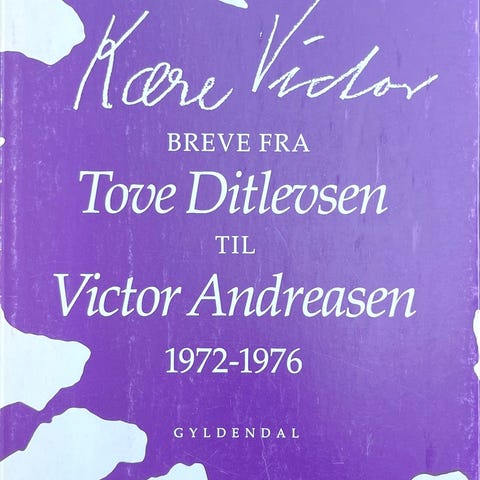 Kære Victor
BREVE FRA
Tove Ditlevsen
TIL
Victor Andreasen
1972-1976
GYLDENDAL